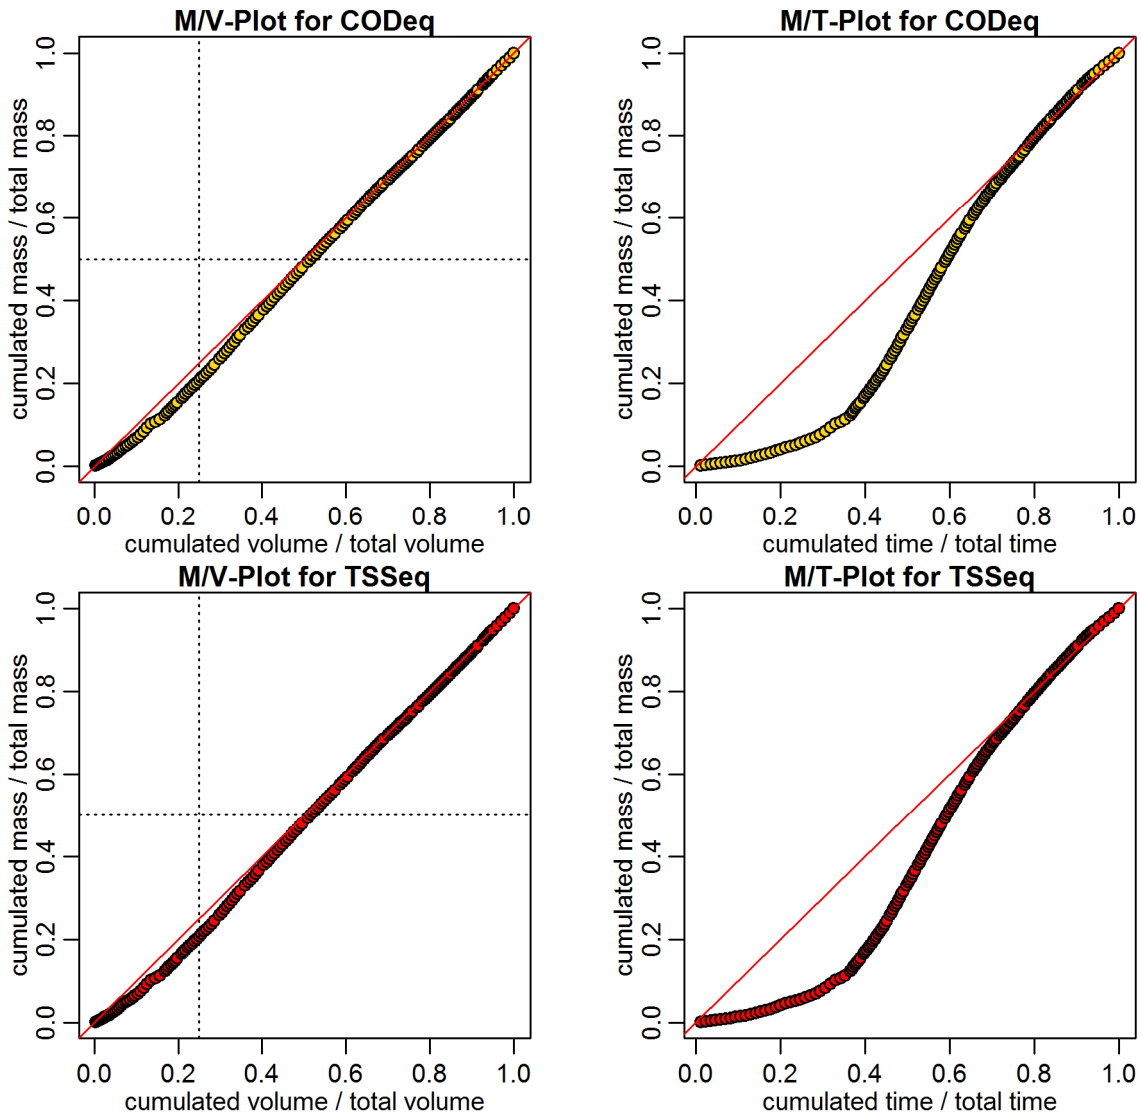 M/V-Plot for CODeq
cumulated mass / total mass
0.0 0.2 0.4 0.6 0.8 1.0
0.0 0.2 0.4 0.6 0.8 1.0
cumulated volume / total volume
M/T-Plot for CODeq
cumulated mass / total mass
0.0 0.2 0.4 0.6 0.8 1.0
0.0 0.2 0.4 0.6 0.8 1.0
cumulated time / total time
M/V-Plot for TSSeq
cumulated mass / total mass
0.0 0.2 0.4 0.6 0.8 1.0
0.0 0.2 0.4 0.6 0.8 1.0
cumulated volume / total volume
M/T-Plot for TSSeq
cumulated mass / total mass
0.0 0.2 0.4 0.6 0.8 1.0
0.0 0.2 0.4 0.6 0.8 1.0
cumulated time / total time